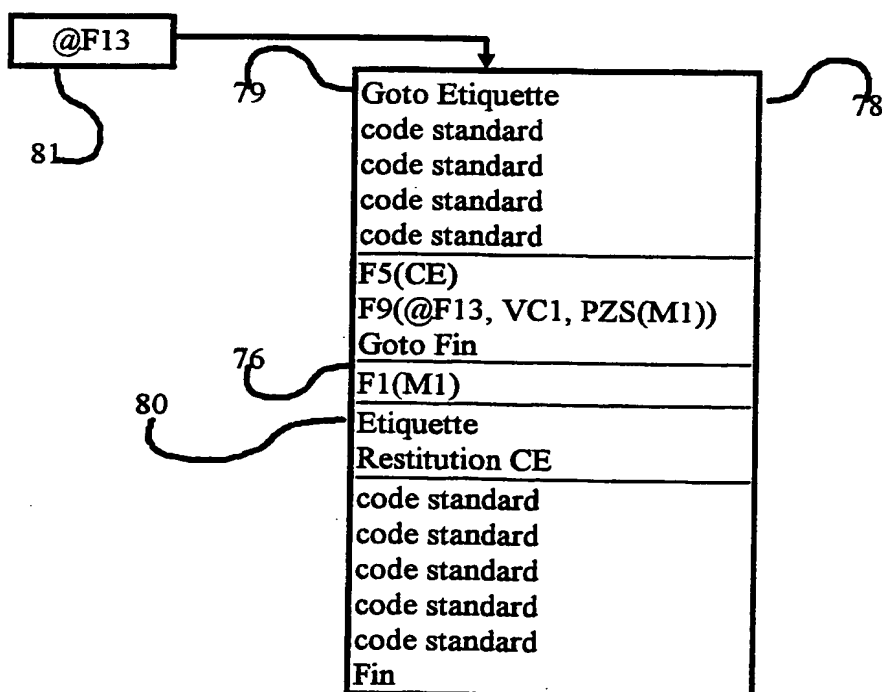 @F13
79
78
81
Goto Etiquette
code standard
code standard
code standard
code standard
F5(CE)
F9(@F13, VC1, PZS(M1))
Goto Fin
76
F1(M1)
80
Etiquette
Restitution CE
code standard
code standard
code standard
code standard
code standard
Fin